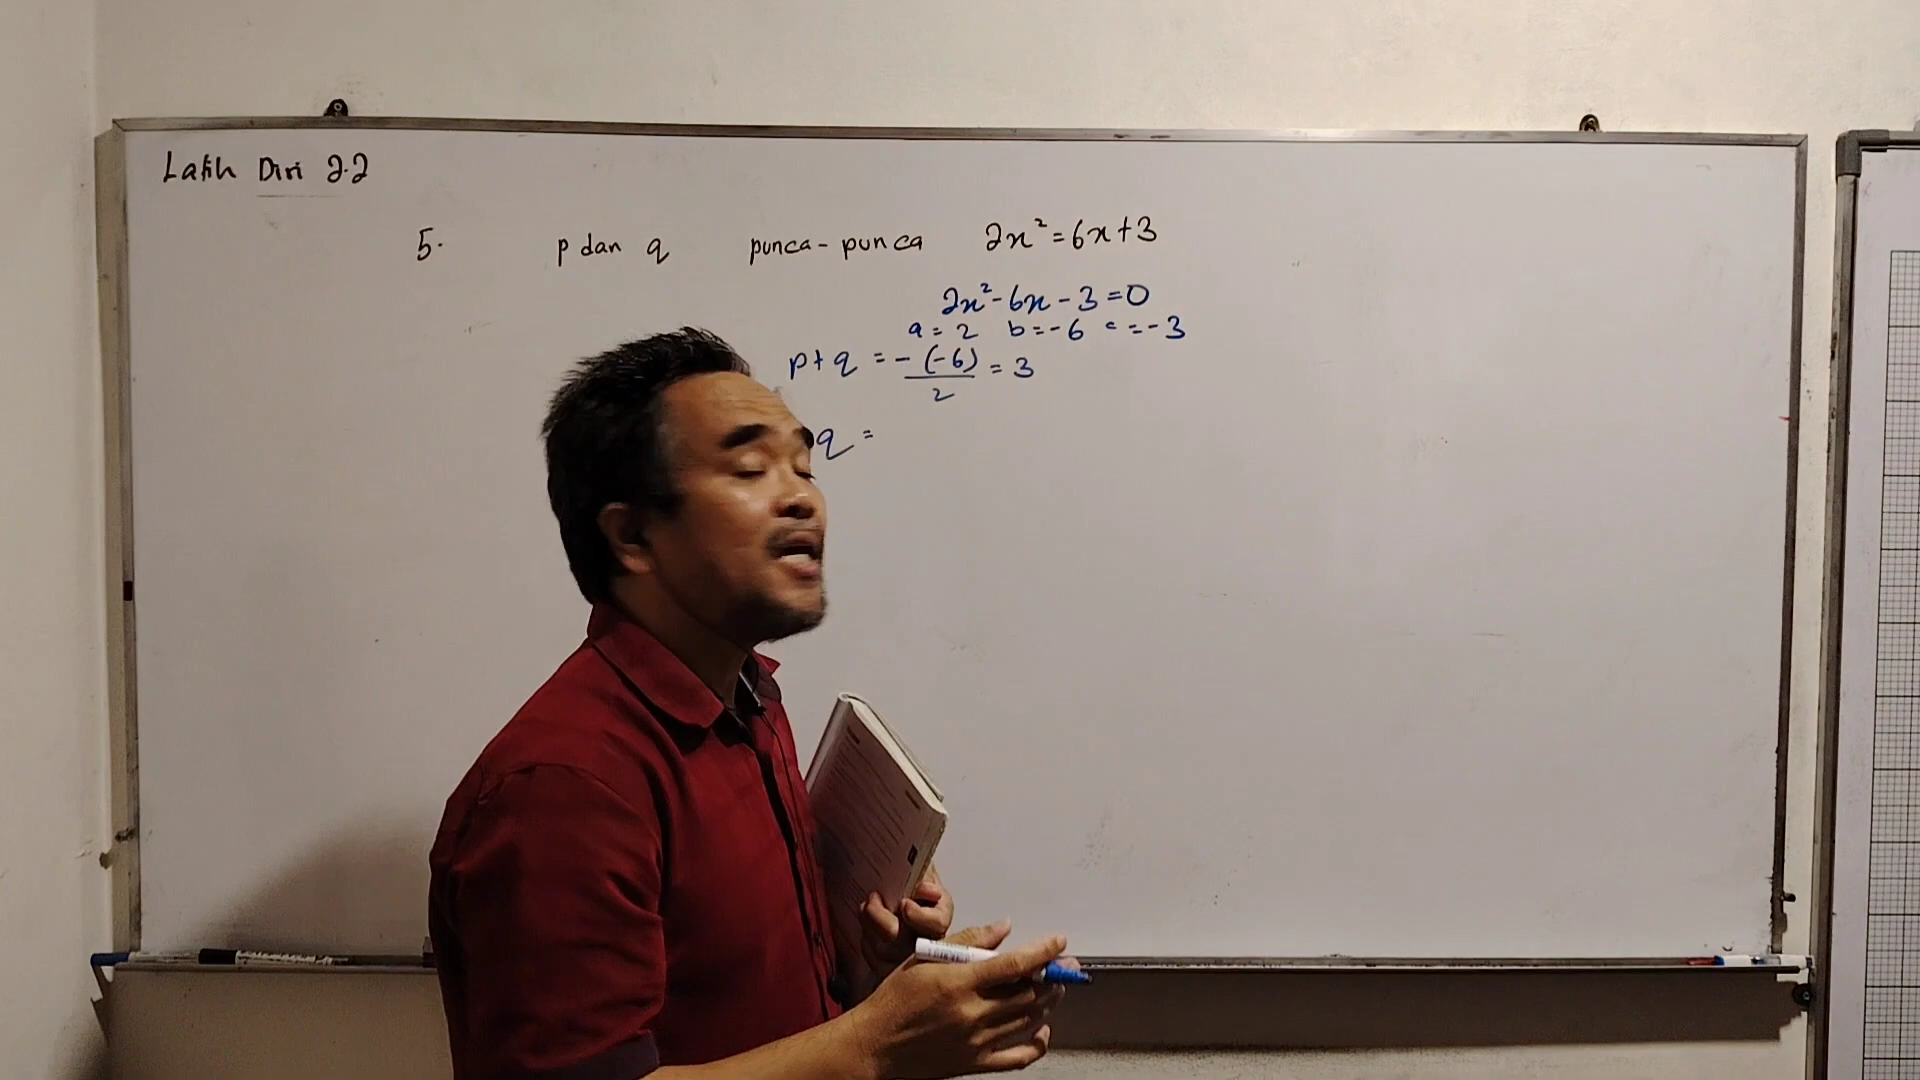 Latih Diri 2.2
5. p dan q punca-punca 2x² = 6x + 3
2x² - 6x - 3 = 0
a = 2 b = -6 c = -3
p + q = -(-6)/2 = 3
q =